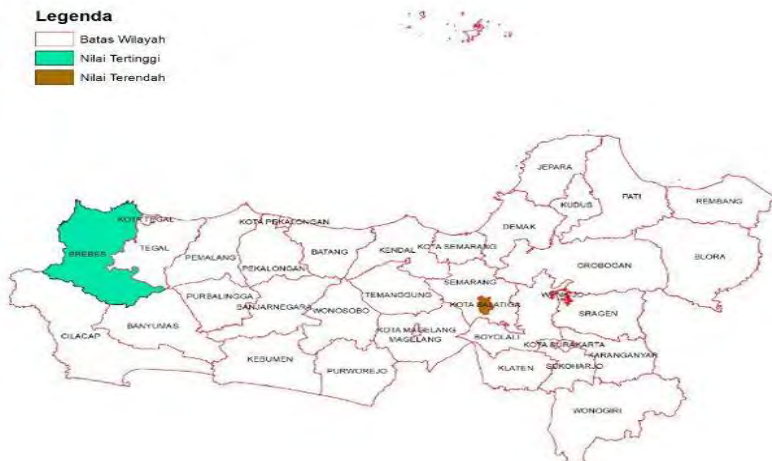 Legenda
Batas Wilayah
Nilai Tertinggi
Nilai Terendah
JEPARA
KUDUS
PATI
REMBANG
KOTA TEGAL
KOTA PEKALONGAN
DEMAK
BREBES
TEGAL
PEMALANG
BATANG
KENDAL
KOTA SEMARANG
BLORA
PEKALONGAN
GROBOGAN
SEMARANG
PURBALINGGA
BANJARNEGARA
WONOSOBO
TEMANGGUNG
KOTA SALATIGA
SRAGEN
CILACAP
BANYUMAS
KOTA MAGELANG
MAGELANG
BOYOLALI
KOTA SURAKARTA
KARANGANYAR
KEBUMEN
PURWOREJO
KLATEN
SUKOHARJO
WONOGIRI